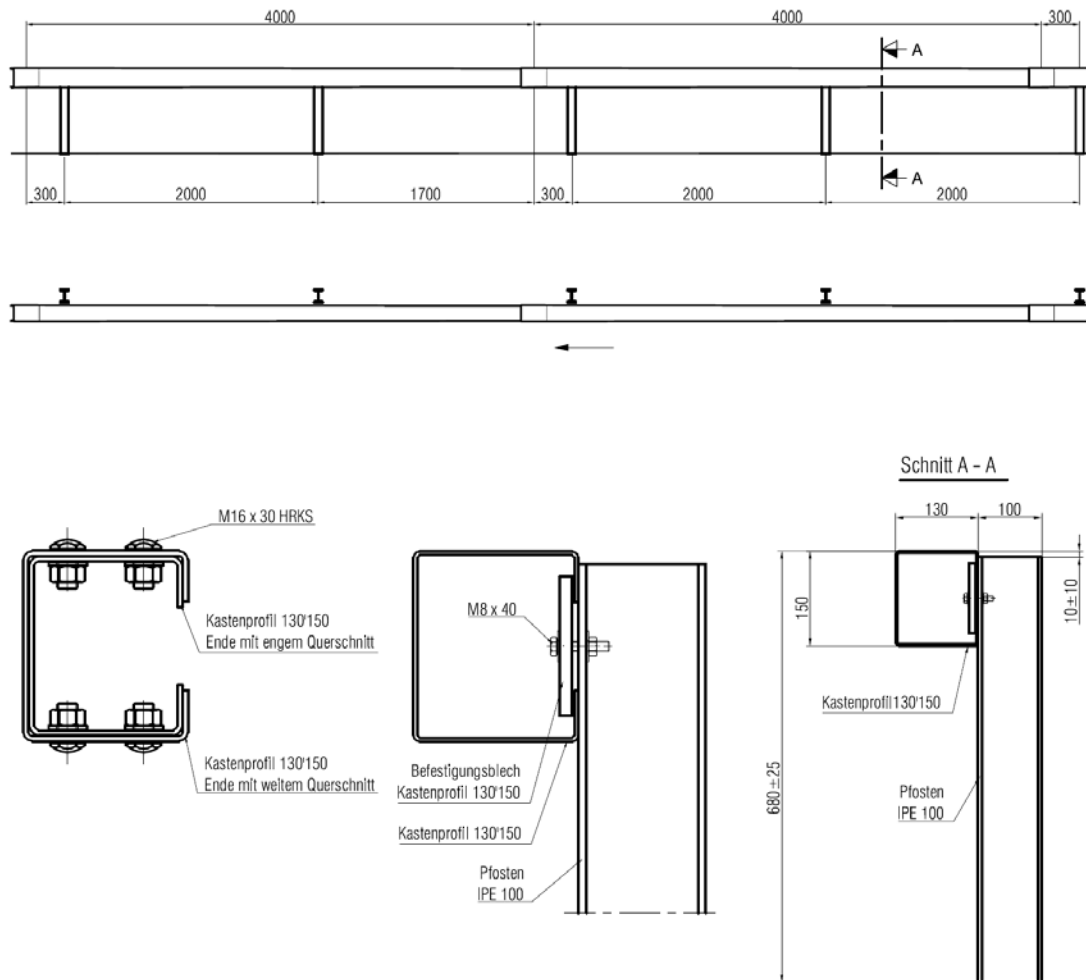 4000
4000
300
A
A
300
2000
1700
300
2000
2000
M16 x 30 HRKS
Kastenprofil 130'150
Ende mit engem Querschnitt
Kastenprofil 130'150
Ende mit weitem Querschnitt
M8 x 40
Befestigungsblech
Kastenprofil 130'150
Kastenprofil 130'150
Pfosten
IPE 100
Schnitt A - A
130
100
150
10±10
Kastenprofil130'150
680±25
Pfosten
IPE 100